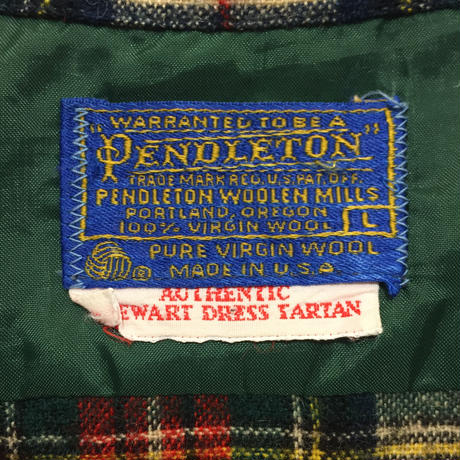 WARRANTED TO BE A
"PENDLETON"
TRADE MARK REG. U.S. PAT. OFF.
PENDLETON WOOLEN MILLS
PORTLAND, OREGON
100% VIRGIN WOOL
L
PURE VIRGIN WOOL
MADE IN U.S.A.
AUTHENTIC
EWART DRESS TARTAN